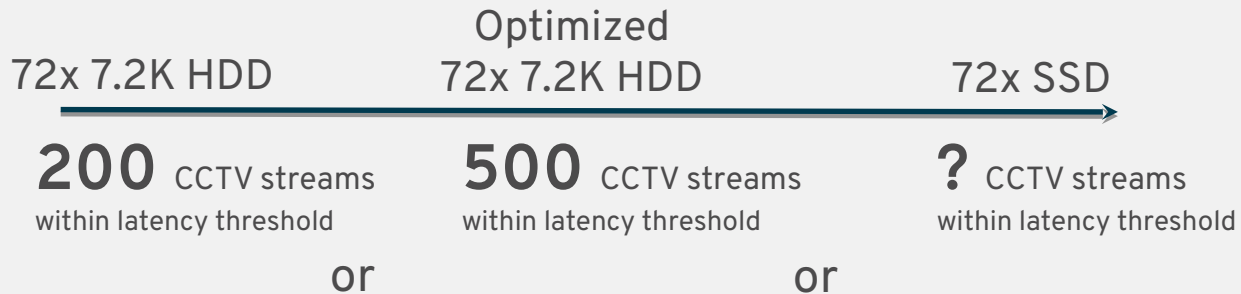 Optimized
72x 7.2K HDD 72x 7.2K HDD 72x SSD
200 CCTV streams 500 CCTV streams ? CCTV streams
within latency threshold within latency threshold within latency threshold
or or